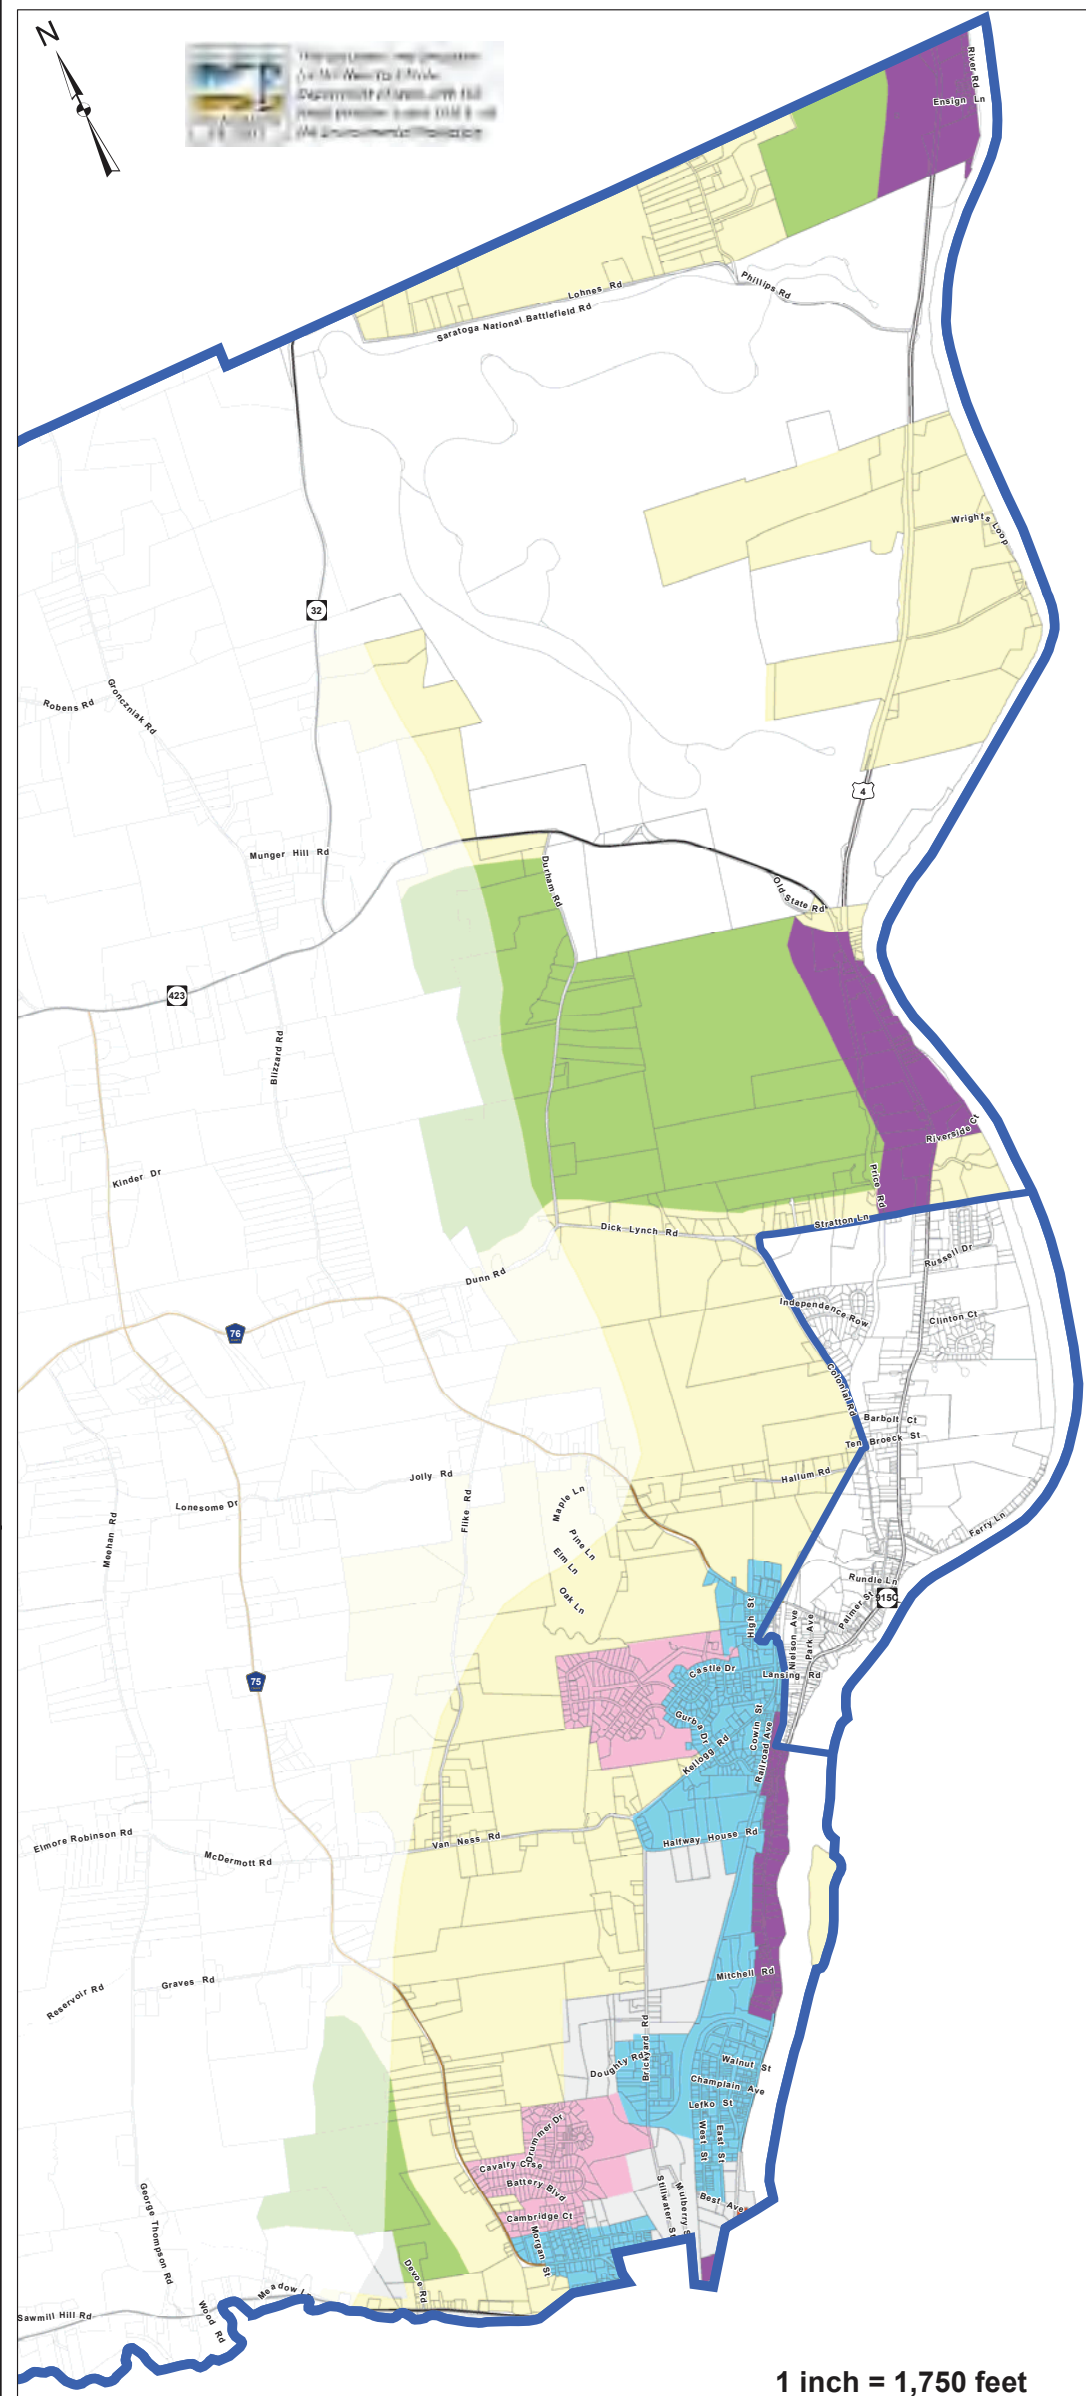 N
River Rd
Ensign Ln
Phillips Rd
Lohnes Rd
Saratoga National Battlefield Rd
Wrights Loop
32
Robens Rd
Gronczniak Rd
4
Munger Hill Rd
Durham Rd
Old State Rd
423
Blizzard Rd
Riverside Ct
Kinder Dr
Price Rd
Stratton Ln
Dick Lynch Rd
Russell Dr
Dunn Rd
Independence Row
Clinton Ct
76
Colonial Rd
Barbolt Ct
Ten Broeck St
Hallum Rd
Jolly Rd
Maple Ln
Lonesome Dr
Flike Rd
Meehan Rd
Pine Ln
Ferry Ln
Elm Ln
Rundle Ln
Oak Ln
Palmer St
915C
High St
Nielson Ave
Park Ave
Castle Dr
Lansing Rd
75
Gurba Dr
Cowin St
Kellogg Rd
Railroad Ave
Elmore Robinson Rd
Van Ness Rd
Halfway House Rd
McDermott Rd
Mitchell Rd
Graves Rd
Reservoir Rd
Brickyard Rd
Doughty Rd
Walnut St
Champlain Ave
Lefko St
West St
East St
Drummer Dr
Cavalry Crse
Battery Blvd
Stillwater St
Mulberry S
Best Ave
Cambridge Ct
Morgan St
George Thompson Rd
Devoe Rd
Meadow L
Wood Rd
Sawmill Hill Rd
1 inch = 1,750 feet